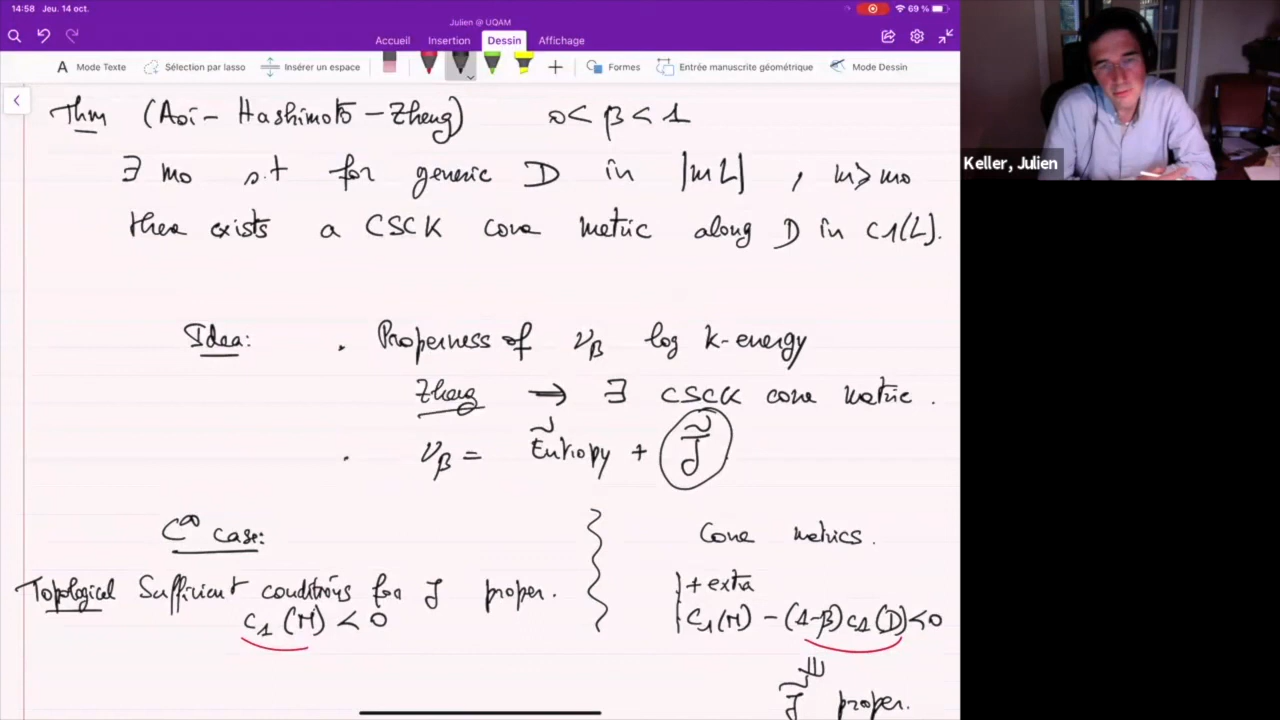 14:58 Jeu. 14 oct.
69 %
Julien @ UQAM
Accueil Insertion Dessin Affichage
Mode Texte Sélection par lasso Insérer un espace Formes Entrée manuscrite géométrique Mode Dessin
Keller, Julien
Thm (Aoi - Hashimoto - Zheng) 0 < β < 1
∃ mo s.t for generic D in |mL| , m ≥ mo
there exists a CSCK cone metric along D in c1(L).
Idea: . Properness of ν_β log K-energy
Zheng → ∃ CSCK cone metric .
. ν_β = Ẽntropy + J̃
C^∞ case:
Topological Sufficient conditions for J proper.
c1 (M) < 0
Cone metrics.
+ extra
C1(M) - (1-β) c1(D) < 0
⇓
J̃ proper.